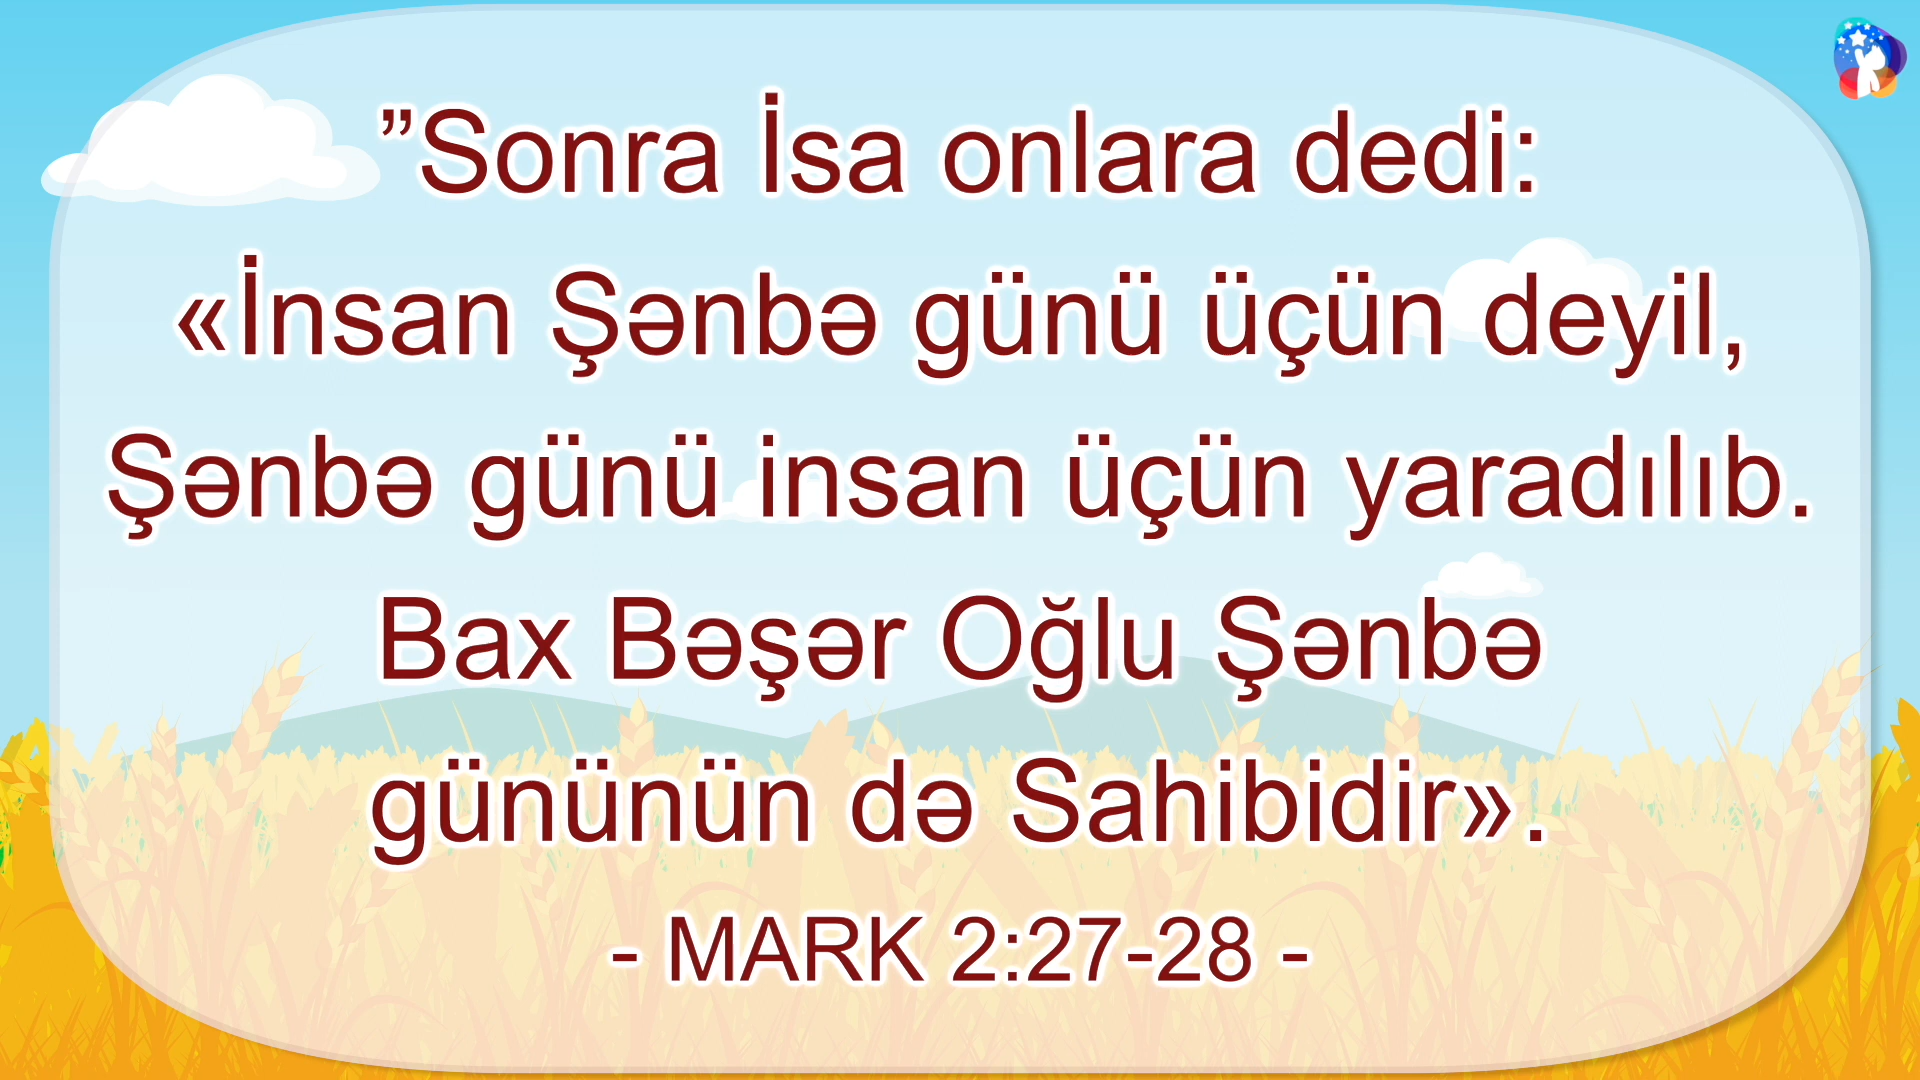 ”Sonra İsa onlara dedi:
«İnsan Şənbə günü üçün deyil,
Şənbə günü insan üçün yaradılıb.
Bax Bəşər Oğlu Şənbə
gününün də Sahibidir».
- MARK 2:27-28 -